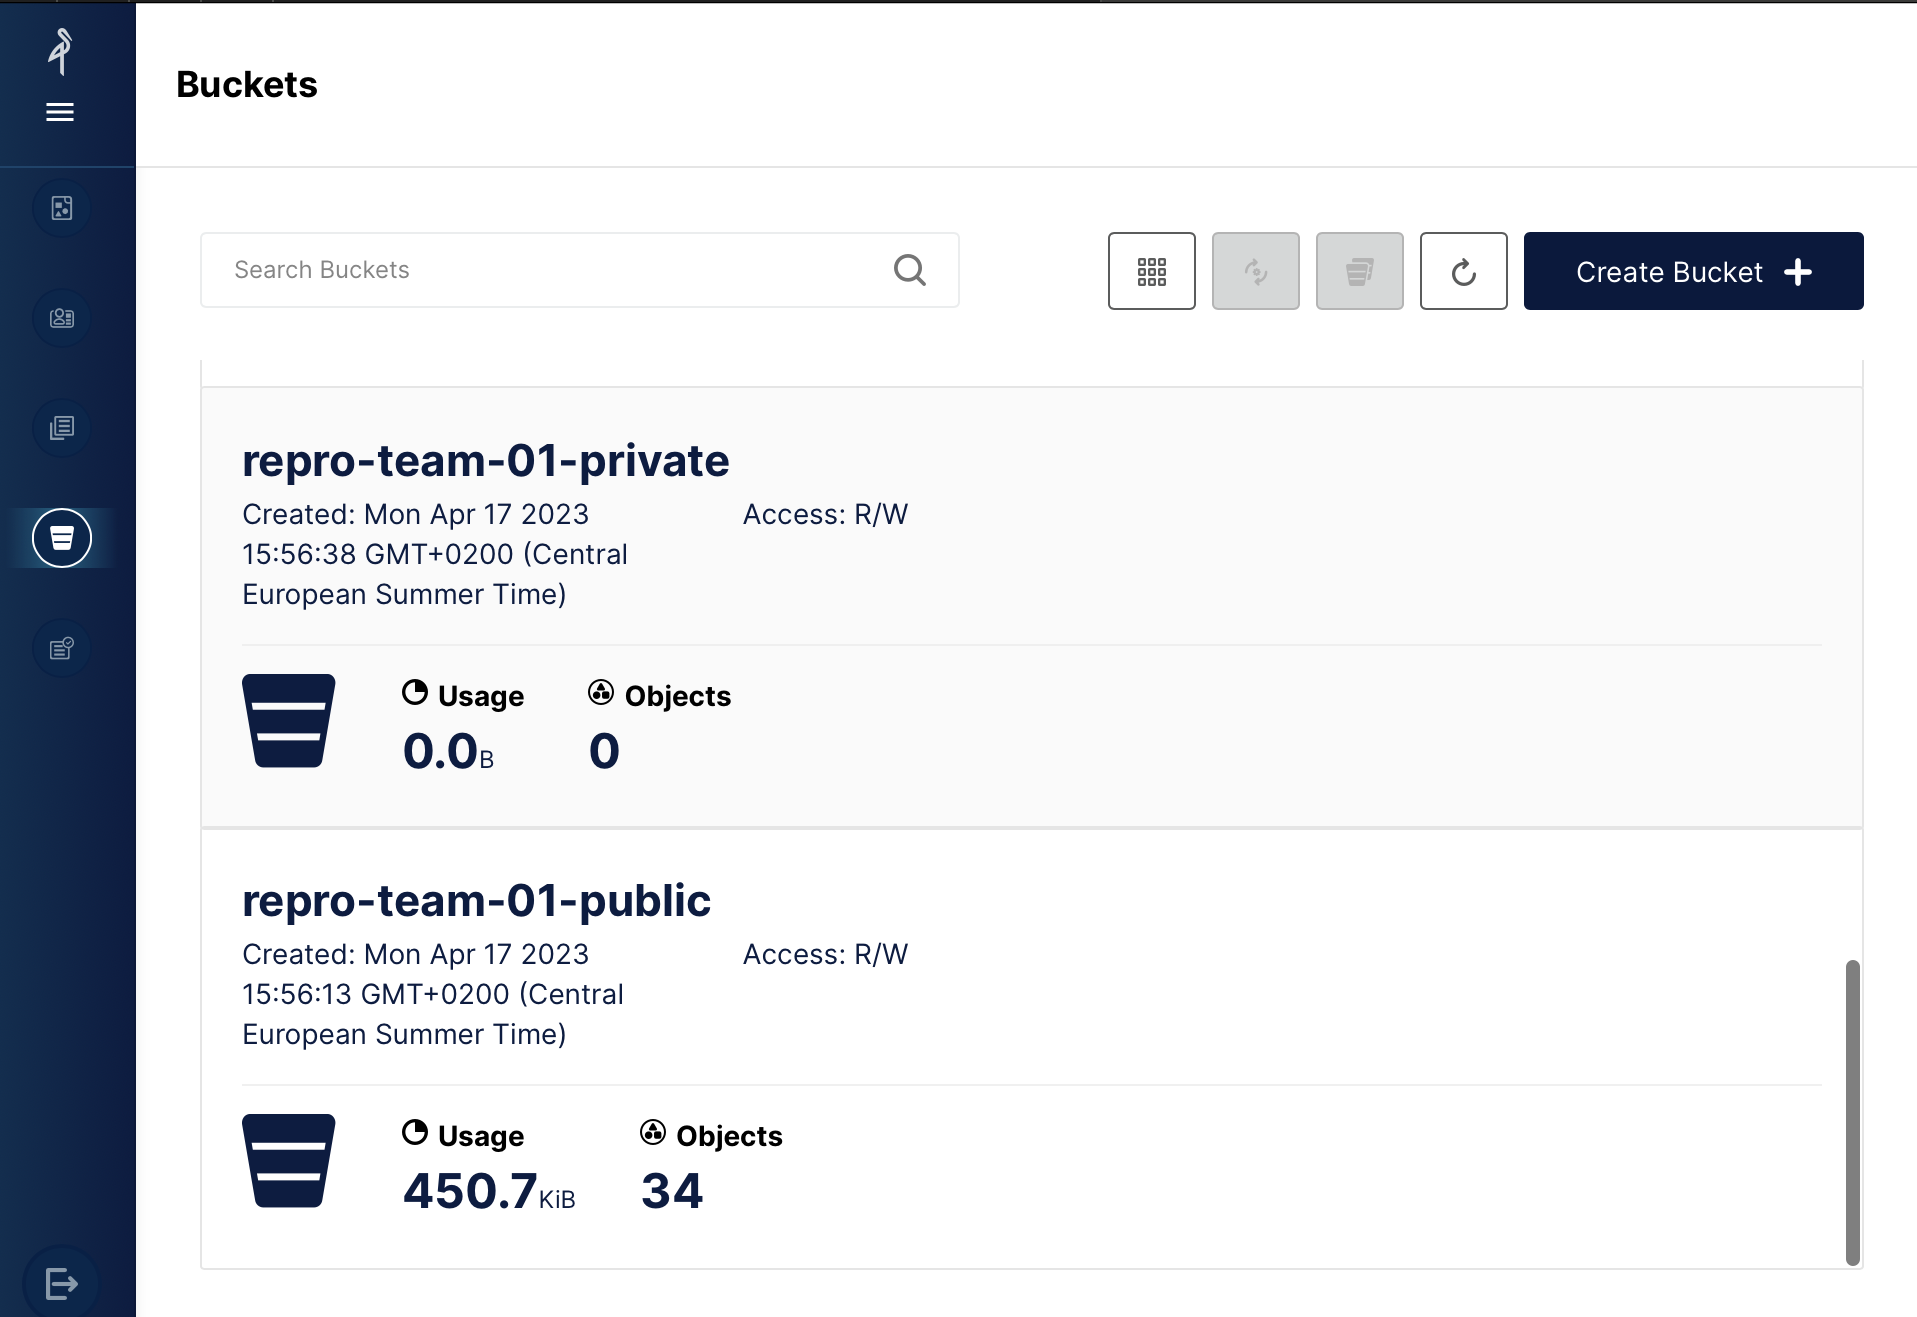 Buckets
Search Buckets
Create Bucket
repro-team-01-private
Created: Mon Apr 17 2023
15:56:38 GMT+0200 (Central
European Summer Time)
Access: R/W
Usage
0.0B
Objects
0
repro-team-01-public
Created: Mon Apr 17 2023
15:56:13 GMT+0200 (Central
European Summer Time)
Access: R/W
Usage
450.7KiB
Objects
34